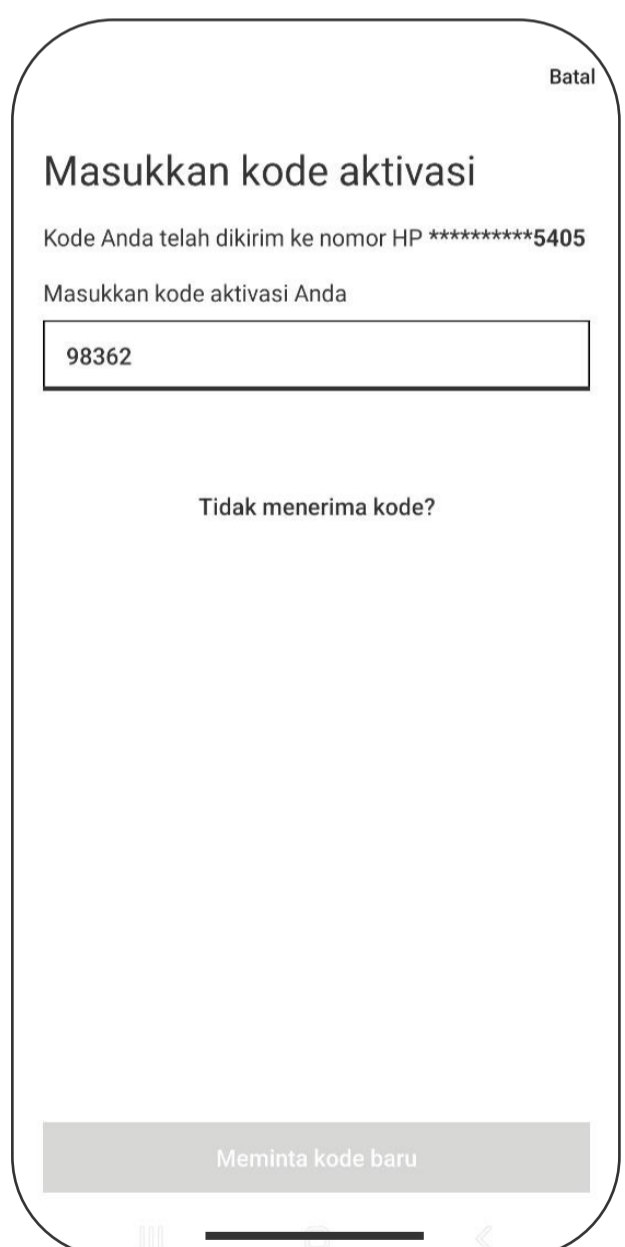 Batal
Masukkan kode aktivasi
Kode Anda telah dikirim ke nomor HP **********5405
Masukkan kode aktivasi Anda
98362
Tidak menerima kode?
Meminta kode baru